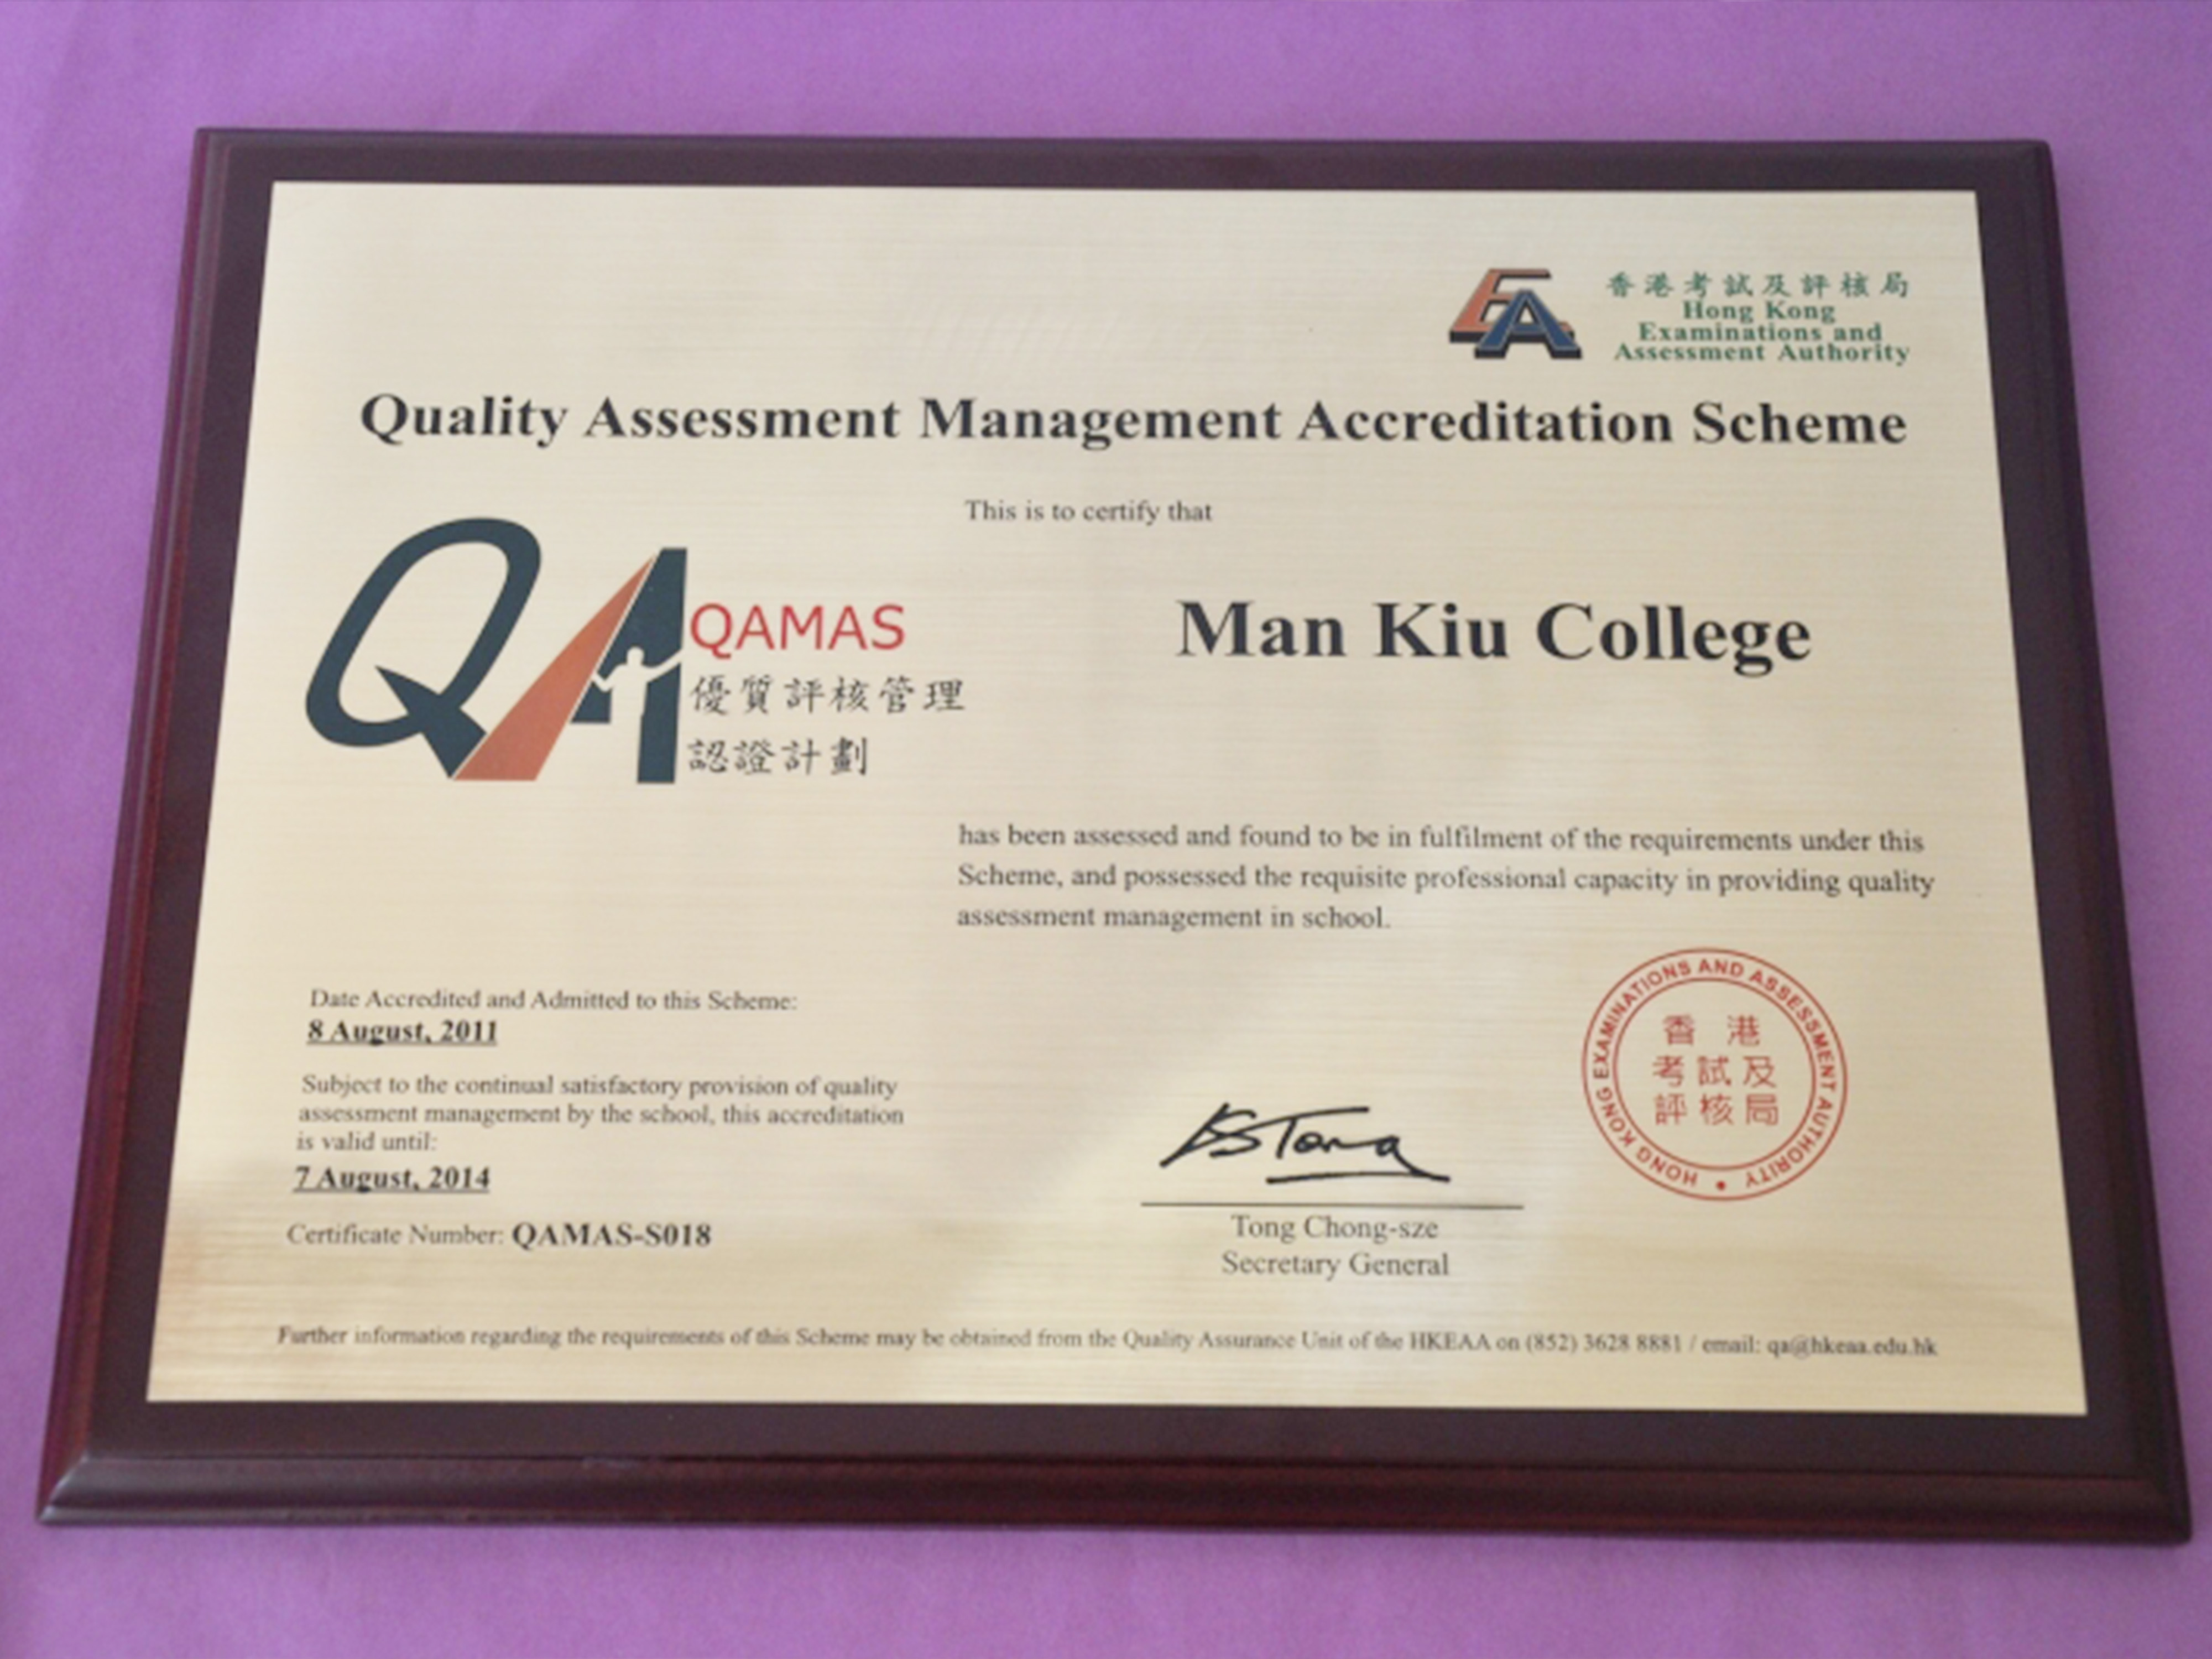 香港考試及評核局
Hong Kong
Examinations and
Assessment Authority
Quality Assessment Management Accreditation Scheme
This is to certify that
QA
QAMAS
優質評核管理
認證計劃
Man Kiu College
has been assessed and found to be in fulfilment of the requirements under this
Scheme, and possessed the requisite professional capacity in providing quality
assessment management in school.
Date Accredited and Admitted to this Scheme:
8 August, 2011
Subject to the continual satisfactory provision of quality
assessment management by the school, this accreditation
is valid until:
7 August, 2014
Certificate Number: QAMAS-S018
HONG KONG EXAMINATIONS AND ASSESSMENT AUTHORITY
香港
考試及
評核局
Tong Chong-sze
Secretary General
Further information regarding the requirements of this Scheme may be obtained from the Quality Assurance Unit of the HKEAA on (852) 3628 8881 / email: qa@hkeaa.edu.hk